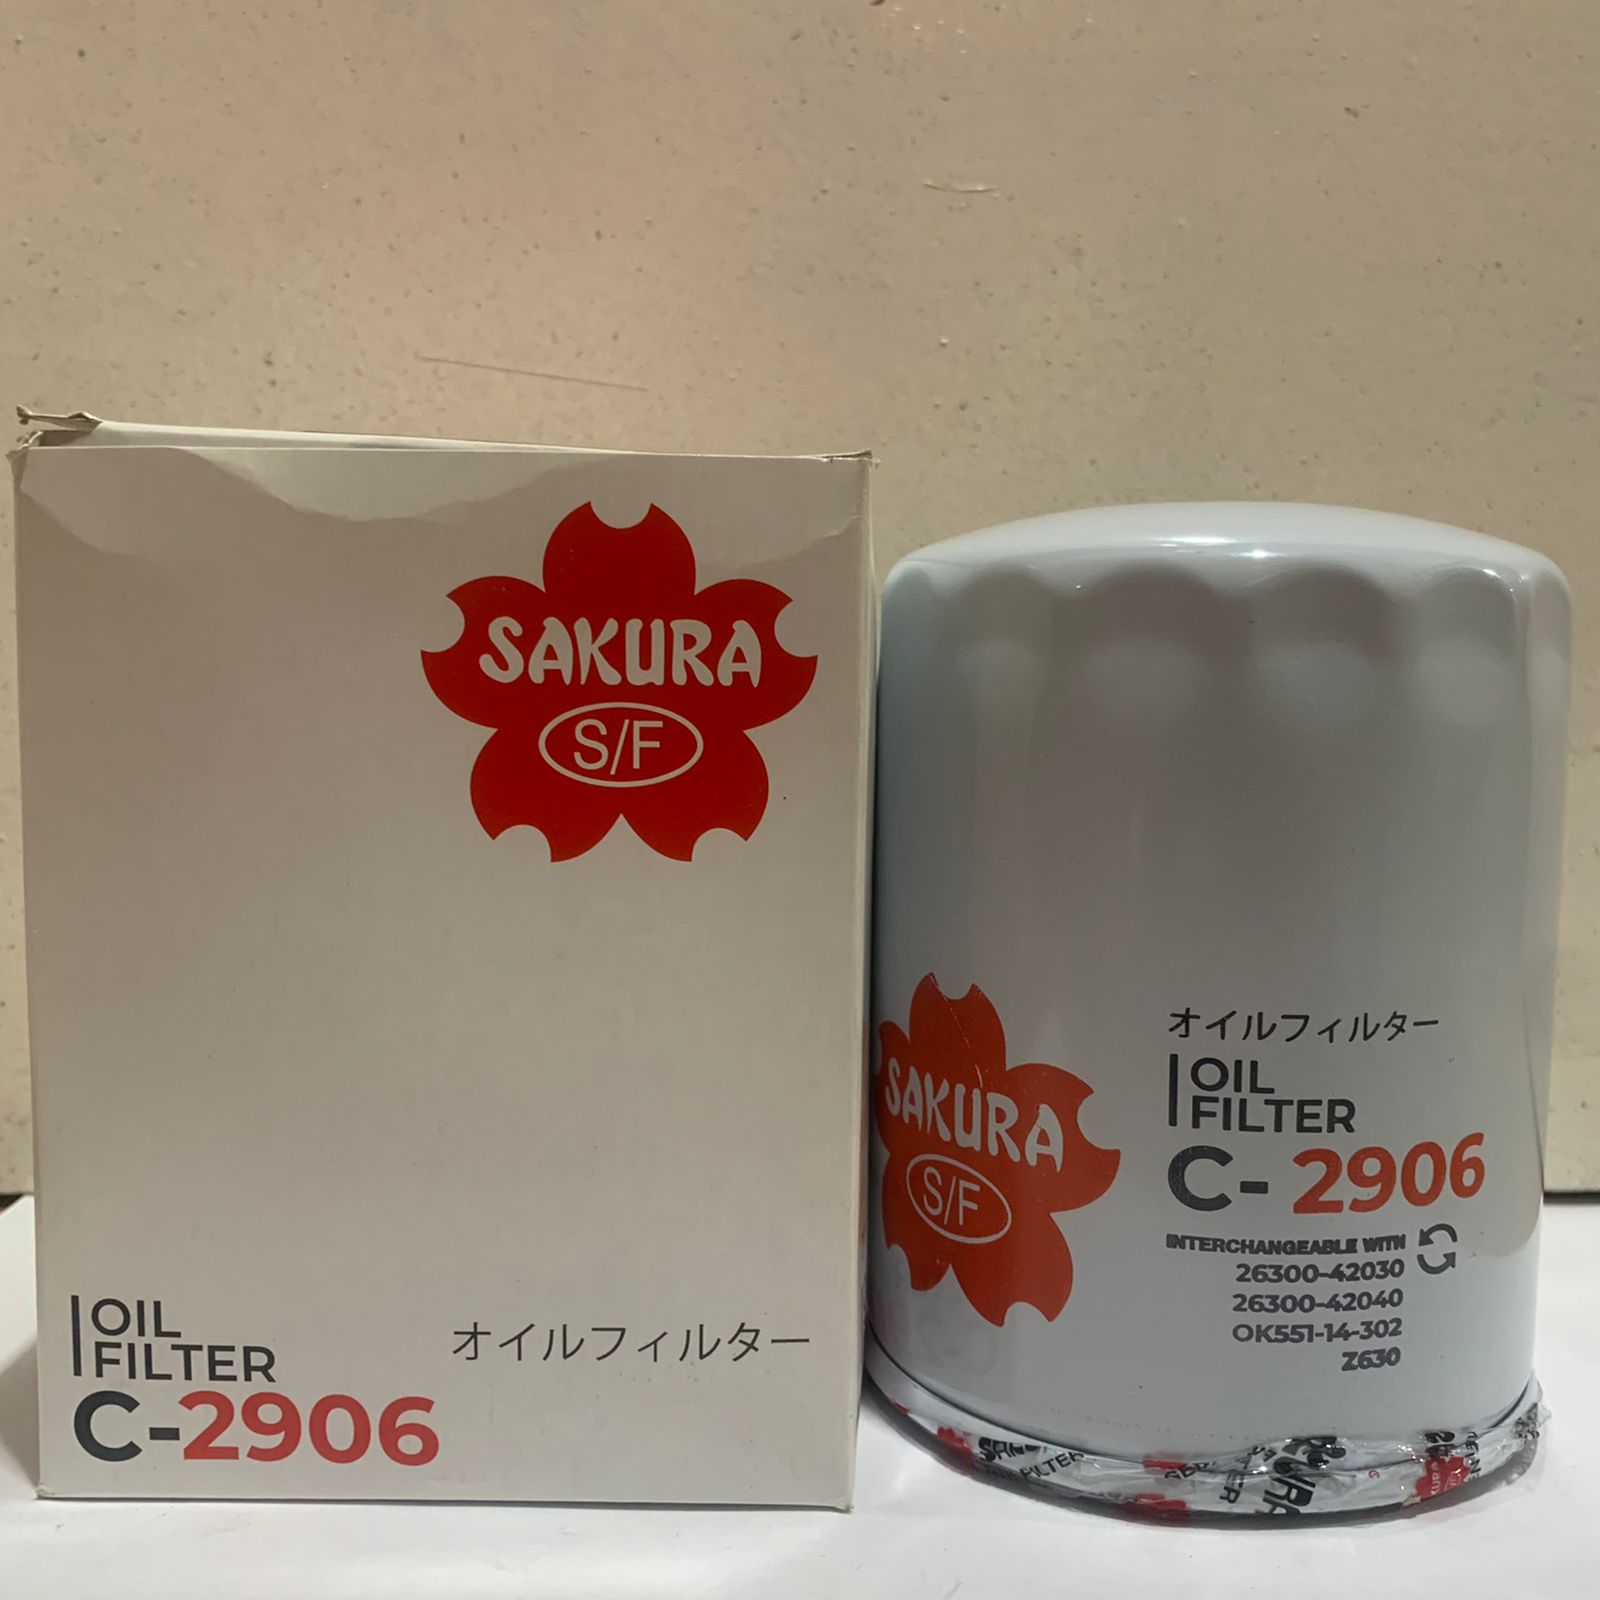 SAKURA
S/F
OIL
FILTER
オイルフィルター
C-2906
SAKURA
S/F
オイルフィルター
OIL
FILTER
C- 2906
INTERCHANGEABLE WITH
26300-42030
26300-42040
OK551-14-302
Z630